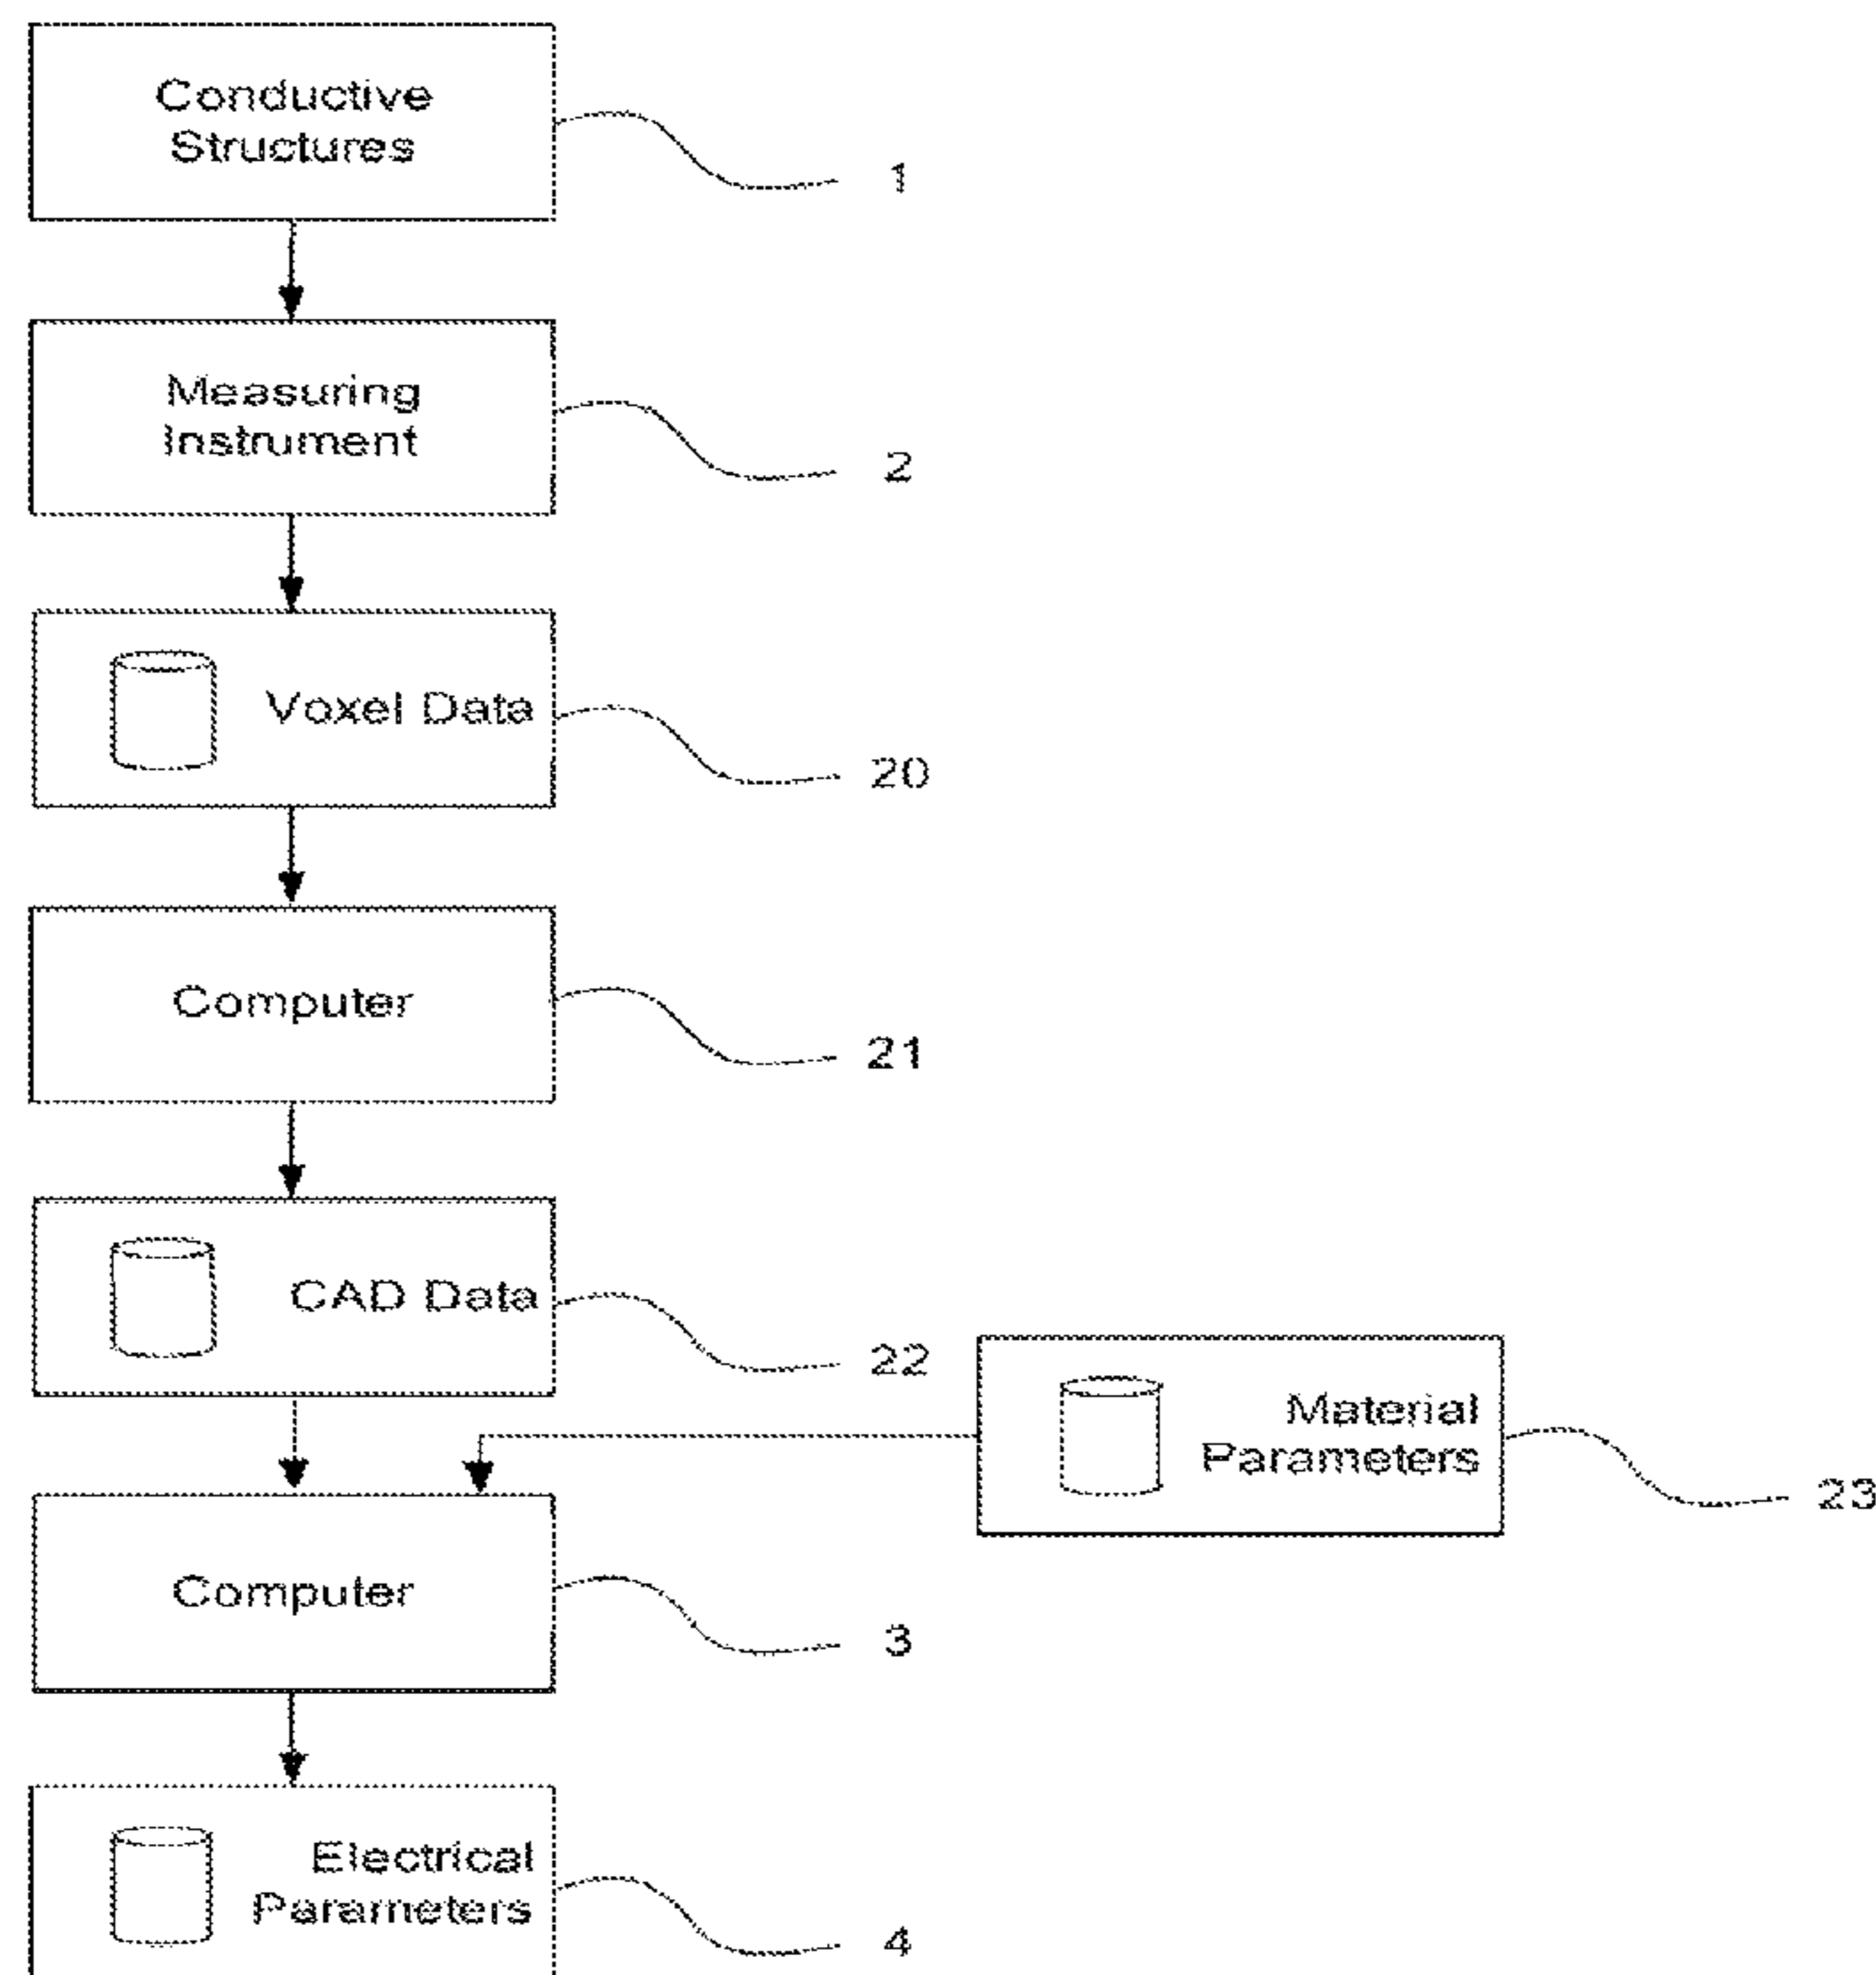 Conductive
Structures
1
Measuring
Instrument
2
Voxel Data
20
Computer
21
CAD Data
22
Material
Parameters
23
Computer
3
Electrical
Parameters
4